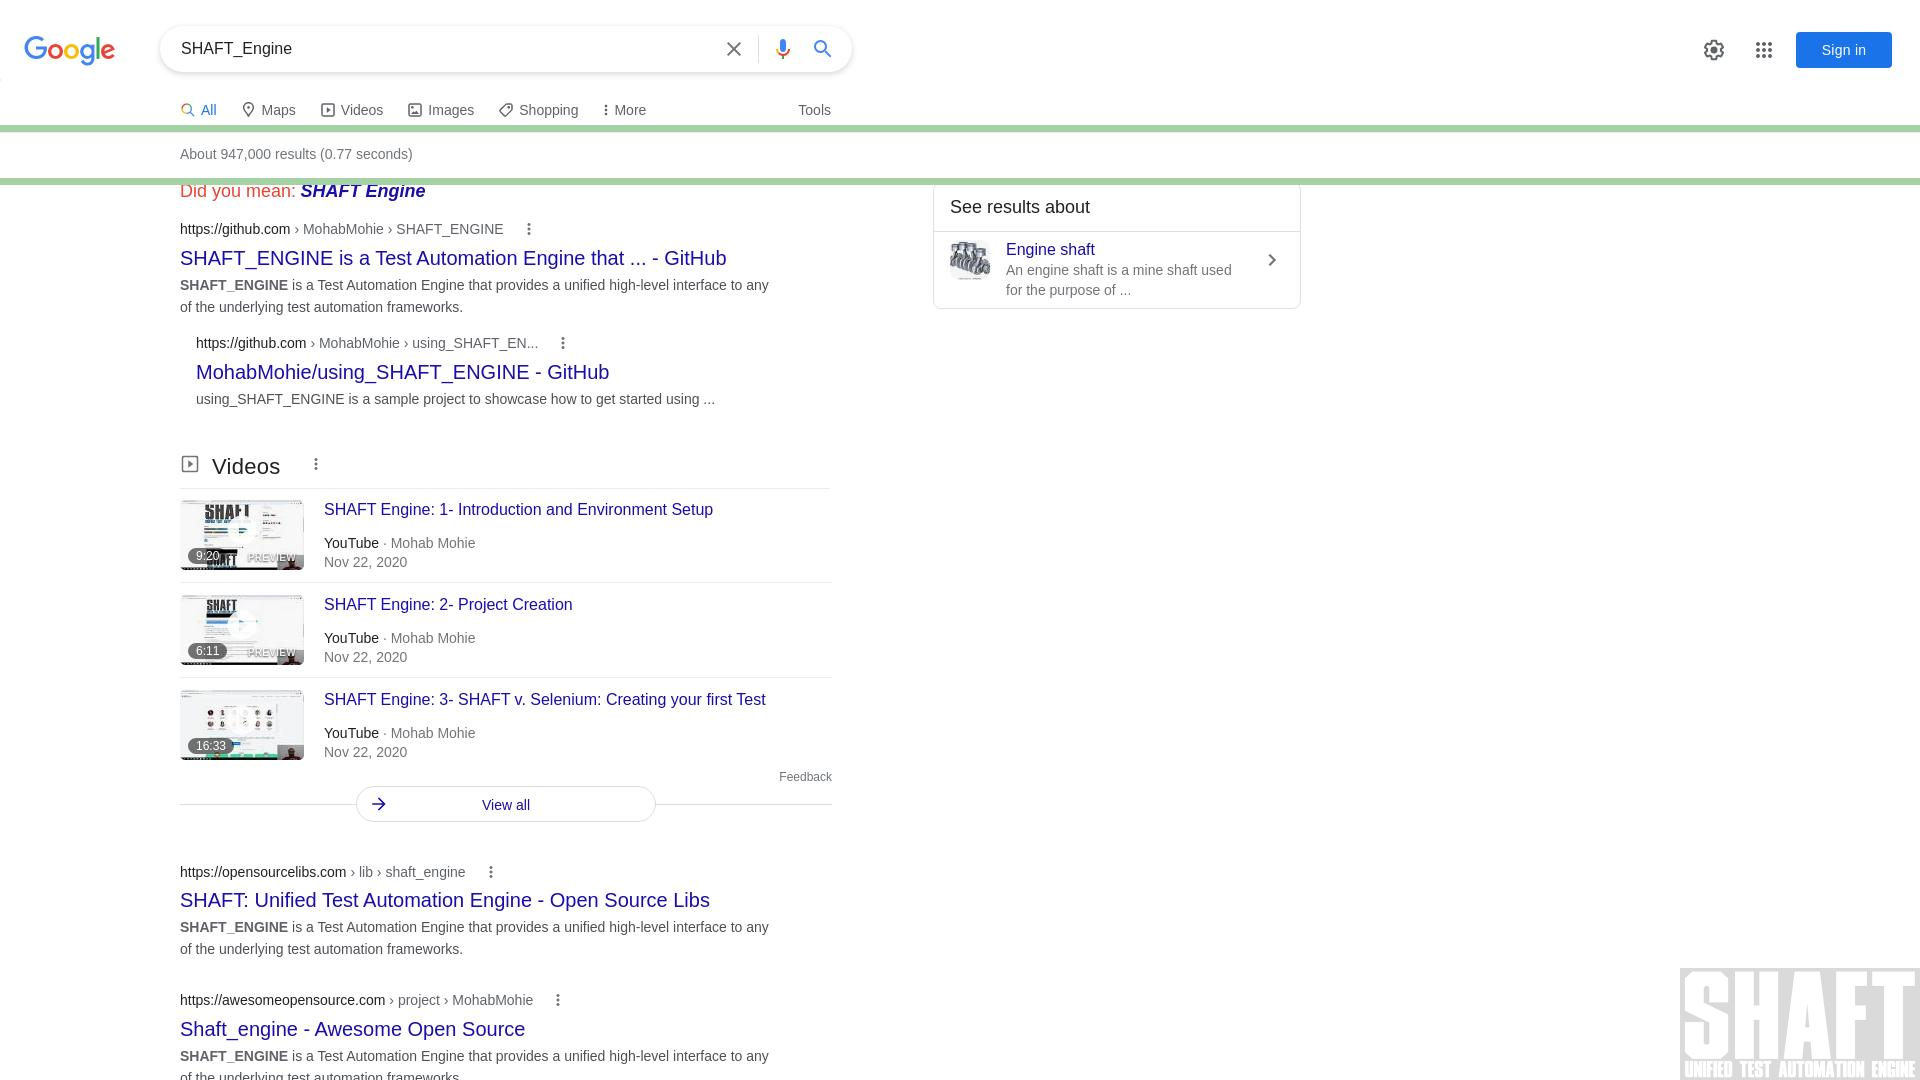 Google
SHAFT_Engine
Sign in
All
Maps
Videos
Images
Shopping
More
Tools
About 947,000 results (0.77 seconds)
Did you mean: SHAFT Engine
https://github.com › MohabMohie › SHAFT_ENGINE
SHAFT_ENGINE is a Test Automation Engine that ... - GitHub
SHAFT_ENGINE is a Test Automation Engine that provides a unified high-level interface to any
of the underlying test automation frameworks.
https://github.com › MohabMohie › using_SHAFT_EN...
MohabMohie/using_SHAFT_ENGINE - GitHub
using_SHAFT_ENGINE is a sample project to showcase how to get started using ...
See results about
Engine shaft
An engine shaft is a mine shaft used
for the purpose of ...
Videos
SHAFT
9:20
PREVIEW
SHAFT Engine: 1- Introduction and Environment Setup
YouTube · Mohab Mohie
Nov 22, 2020
SHAFT
6:11
PREVIEW
SHAFT Engine: 2- Project Creation
YouTube · Mohab Mohie
Nov 22, 2020
16:33
SHAFT Engine: 3- SHAFT v. Selenium: Creating your first Test
YouTube · Mohab Mohie
Nov 22, 2020
Feedback
View all
https://opensourcelibs.com › lib › shaft_engine
SHAFT: Unified Test Automation Engine - Open Source Libs
SHAFT_ENGINE is a Test Automation Engine that provides a unified high-level interface to any
of the underlying test automation frameworks.
https://awesomeopensource.com › project › MohabMohie
Shaft_engine - Awesome Open Source
SHAFT_ENGINE is a Test Automation Engine that provides a unified high-level interface to any
of the underlying test automation frameworks.
SHAFT
UNIFIED TEST AUTOMATION ENGINE